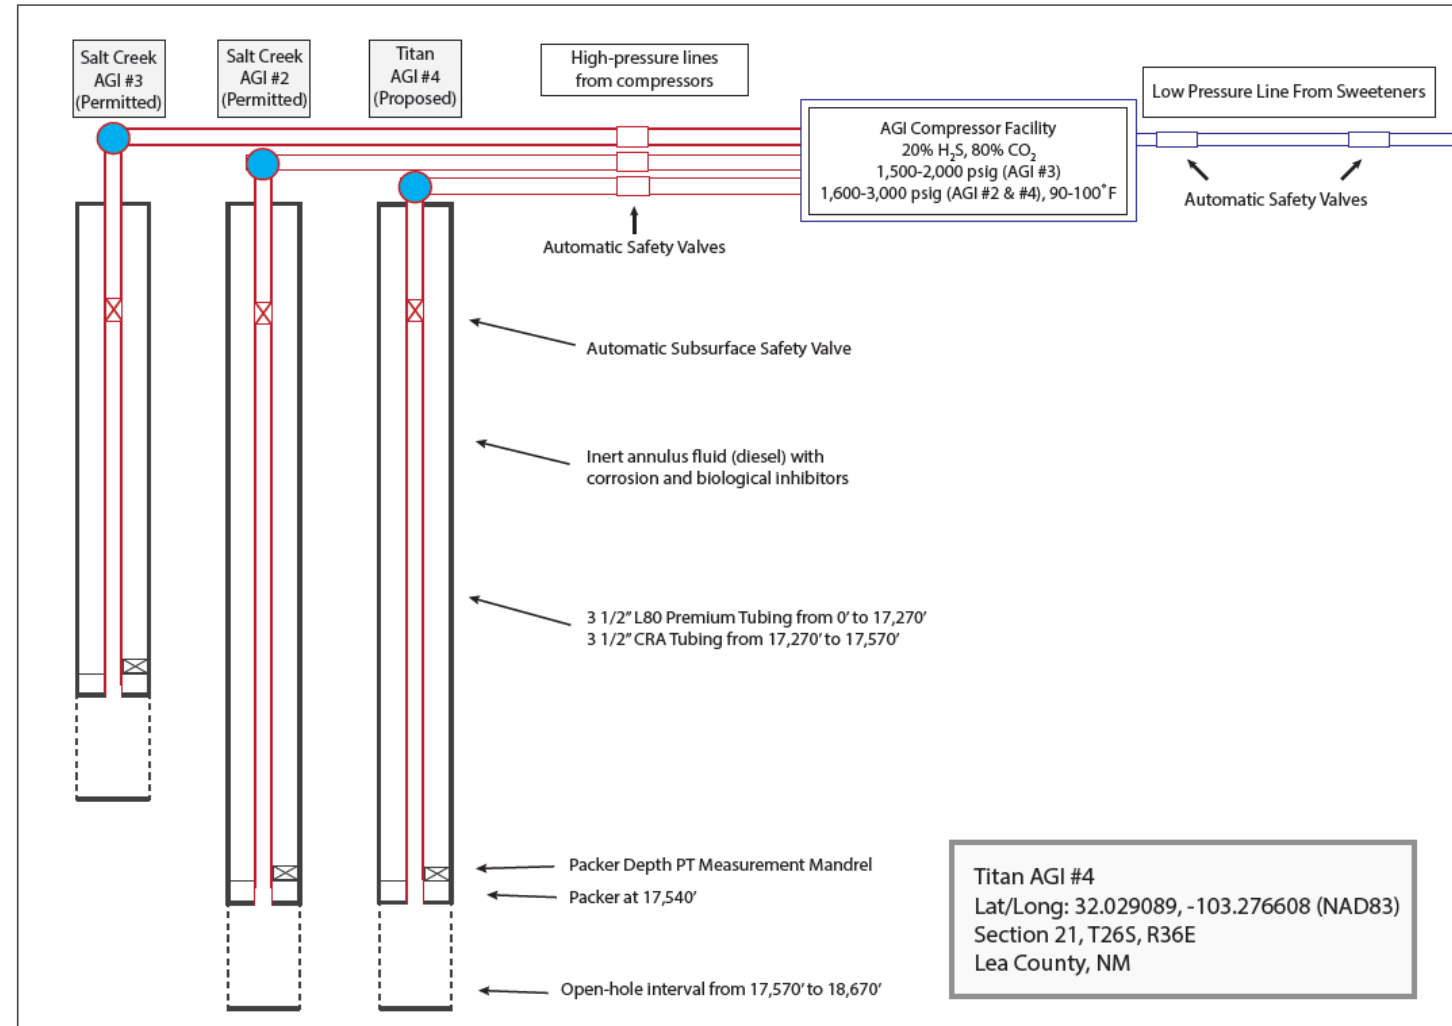 Salt Creek
AGI #3
(Permitted)
Salt Creek
AGI #2
(Permitted)
Titan
AGI #4
(Proposed)
High-pressure lines
from compressors
Low Pressure Line From Sweeteners
AGI Compressor Facility
20% H₂S, 80% CO₂
1,500-2,000 psig (AGI #3)
1,600-3,000 psig (AGI #2 & #4), 90-100˚F
Automatic Safety Valves
Automatic Safety Valves
Automatic Subsurface Safety Valve
Inert annulus fluid (diesel) with
corrosion and biological inhibitors
3 1/2” L80 Premium Tubing from 0’ to 17,270’
3 1/2” CRA Tubing from 17,270’ to 17,570’
Packer Depth PT Measurement Mandrel
Packer at 17,540’
Open-hole interval from 17,570’ to 18,670’
Titan AGI #4
Lat/Long: 32.029089, -103.276608 (NAD83)
Section 21, T26S, R36E
Lea County, NM